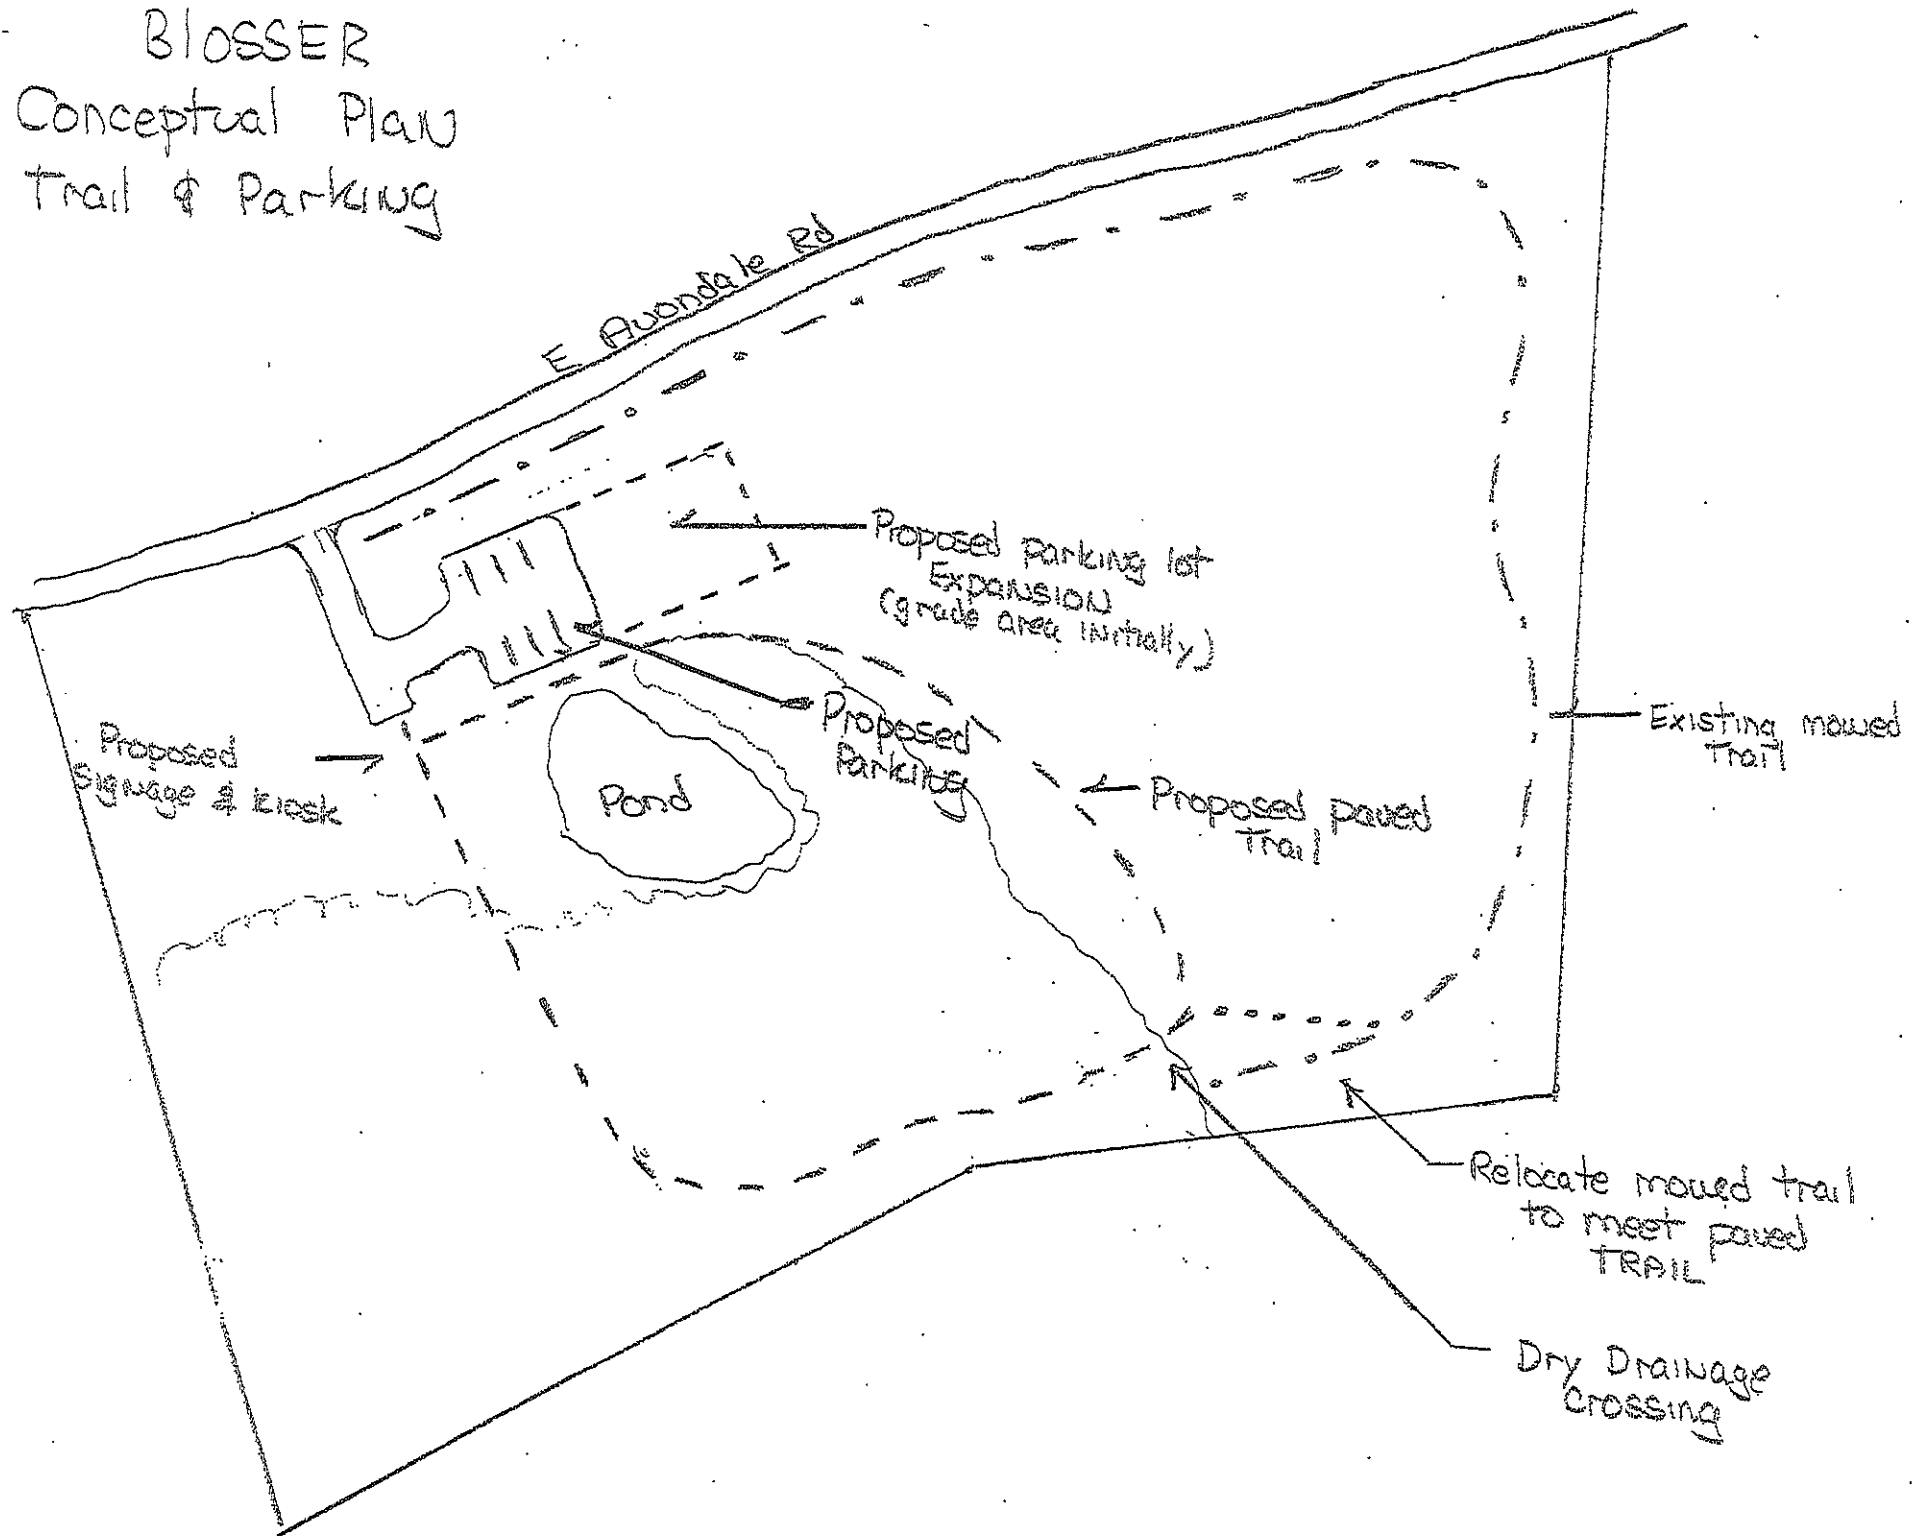 BlOSSER
Conceptual Plan
Trail & Parking
E Avondale Rd
Proposed parking lot
EXPANSION
(grade area initially)
Proposed
Parking
Proposed
Signage & kiosk
Pond
Proposed paved
Trail
Existing mowed
Trail
Relocate mowed trail
to meet paved
TRAIL
Dry Drainage
Crossing